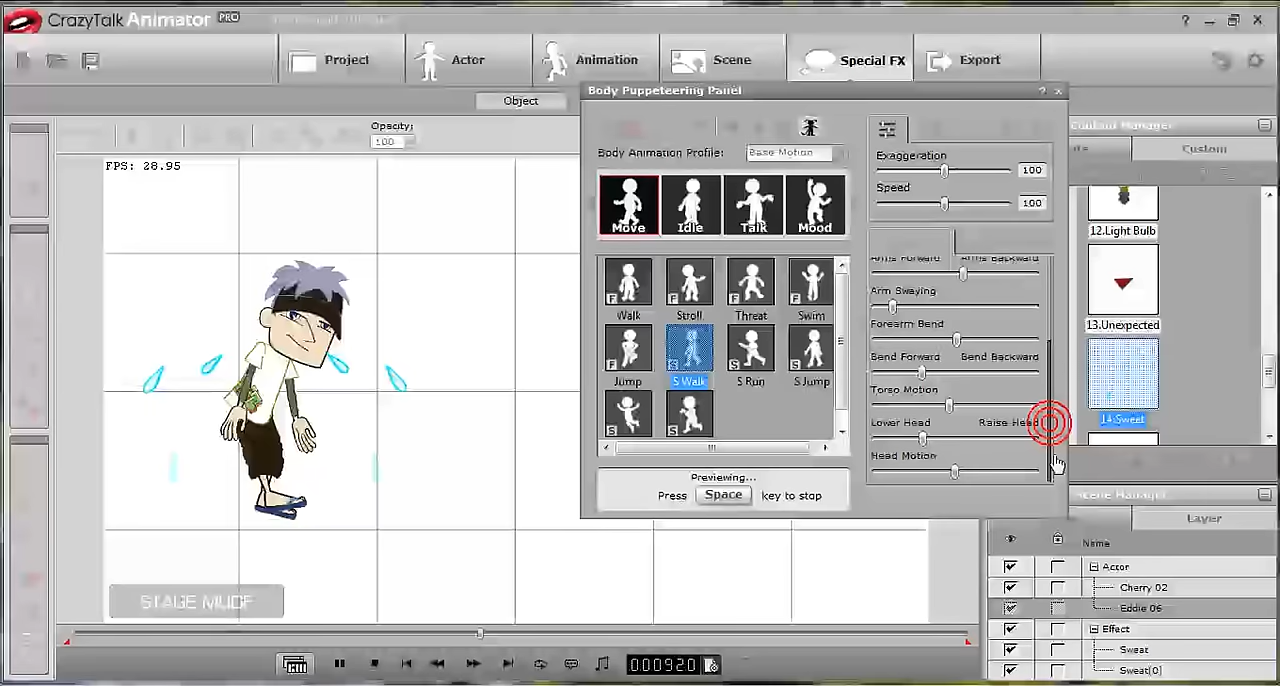 CrazyTalk Animator PRO
?
Project
Actor
Animation
Scene
Special FX
Export
Object
Opacity:
100
FPS: 28.95
STAGE MODE
000920
Body Puppeteering Panel
?
Body Animation Profile:
Base Motion
Move
Idle
Talk
Mood
F
Walk
F
Stroll
F
Threat
F
Swim
F
Jump
S
S Walk
S
S Run
S
S Jump
S
S
Previewing...
Press Space key to stop
Exaggeration
100
Speed
100
Arms Forward Arms Backward
Arm Swaying
Forearm Bend
Bend Forward Bend Backward
Torso Motion
Lower Head Raise Head
Head Motion
Content Manager
Custom
12.Light Bulb
13.Unexpected
14.Sweet
Scene Manager
Layer
Name
Actor
Cherry 02
Eddie 06
Effect
Sweat
Sweat[0]